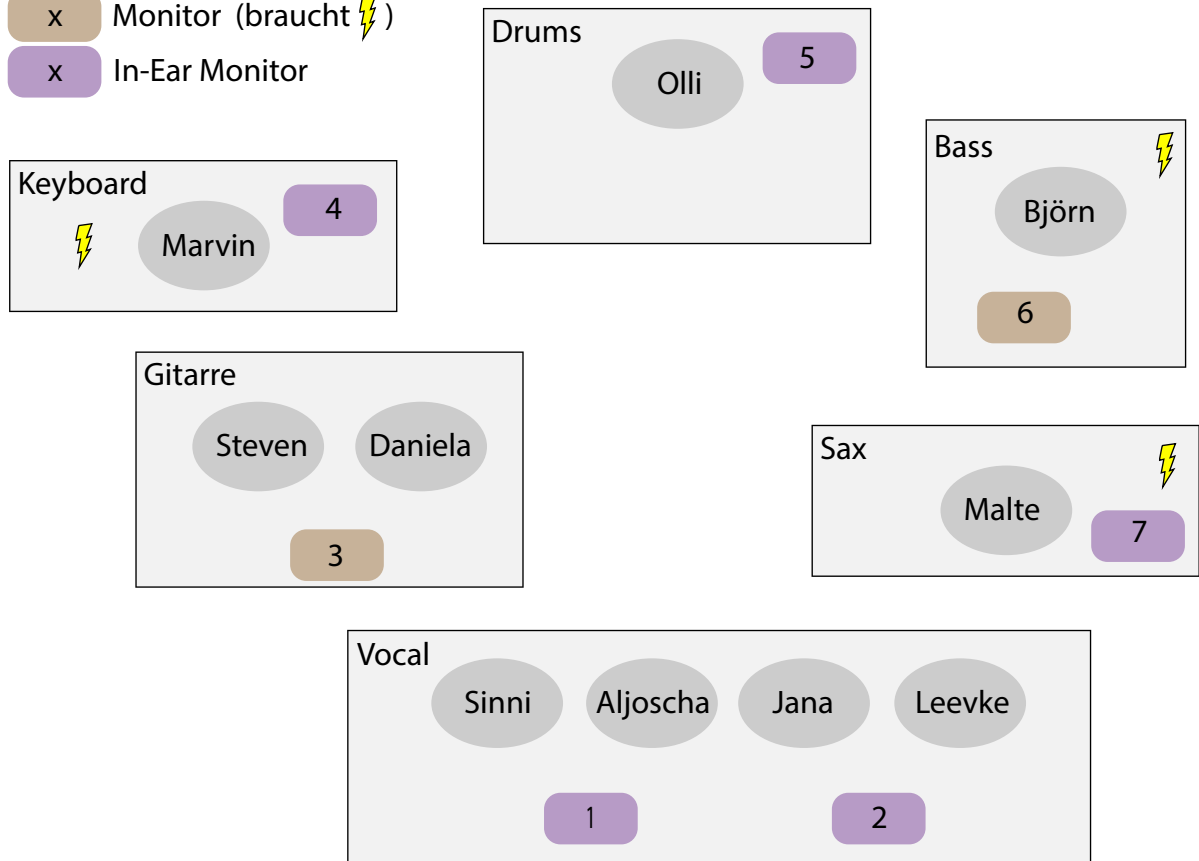 x Monitor (braucht )
x In-Ear Monitor
Drums
Olli
5
Bass
Björn
6
Keyboard
Marvin
4
Gitarre
Steven Daniela
3
Sax
Malte
7
Vocal
Sinni Aljoscha Jana Leevke
1 2